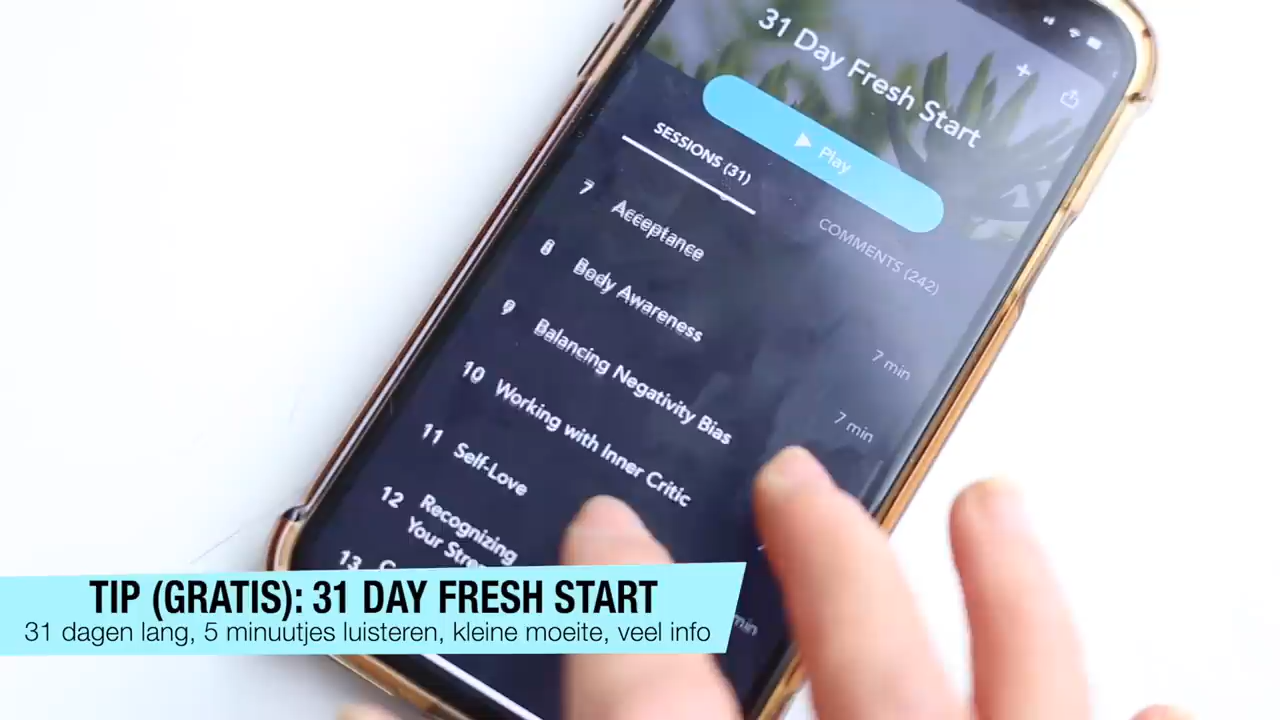 31 Day Fresh Start
Play
SESSIONS (31)
COMMENTS (242)
7 Acceptance
7 min
8 Body Awareness
7 min
9 Balancing Negativity Bias
10 Working with Inner Critic
11 Self-Love
12 Recognizing
Your
min
13
TIP (GRATIS): 31 DAY FRESH START
31 dagen lang, 5 minuutjes luisteren, kleine moeite, veel info